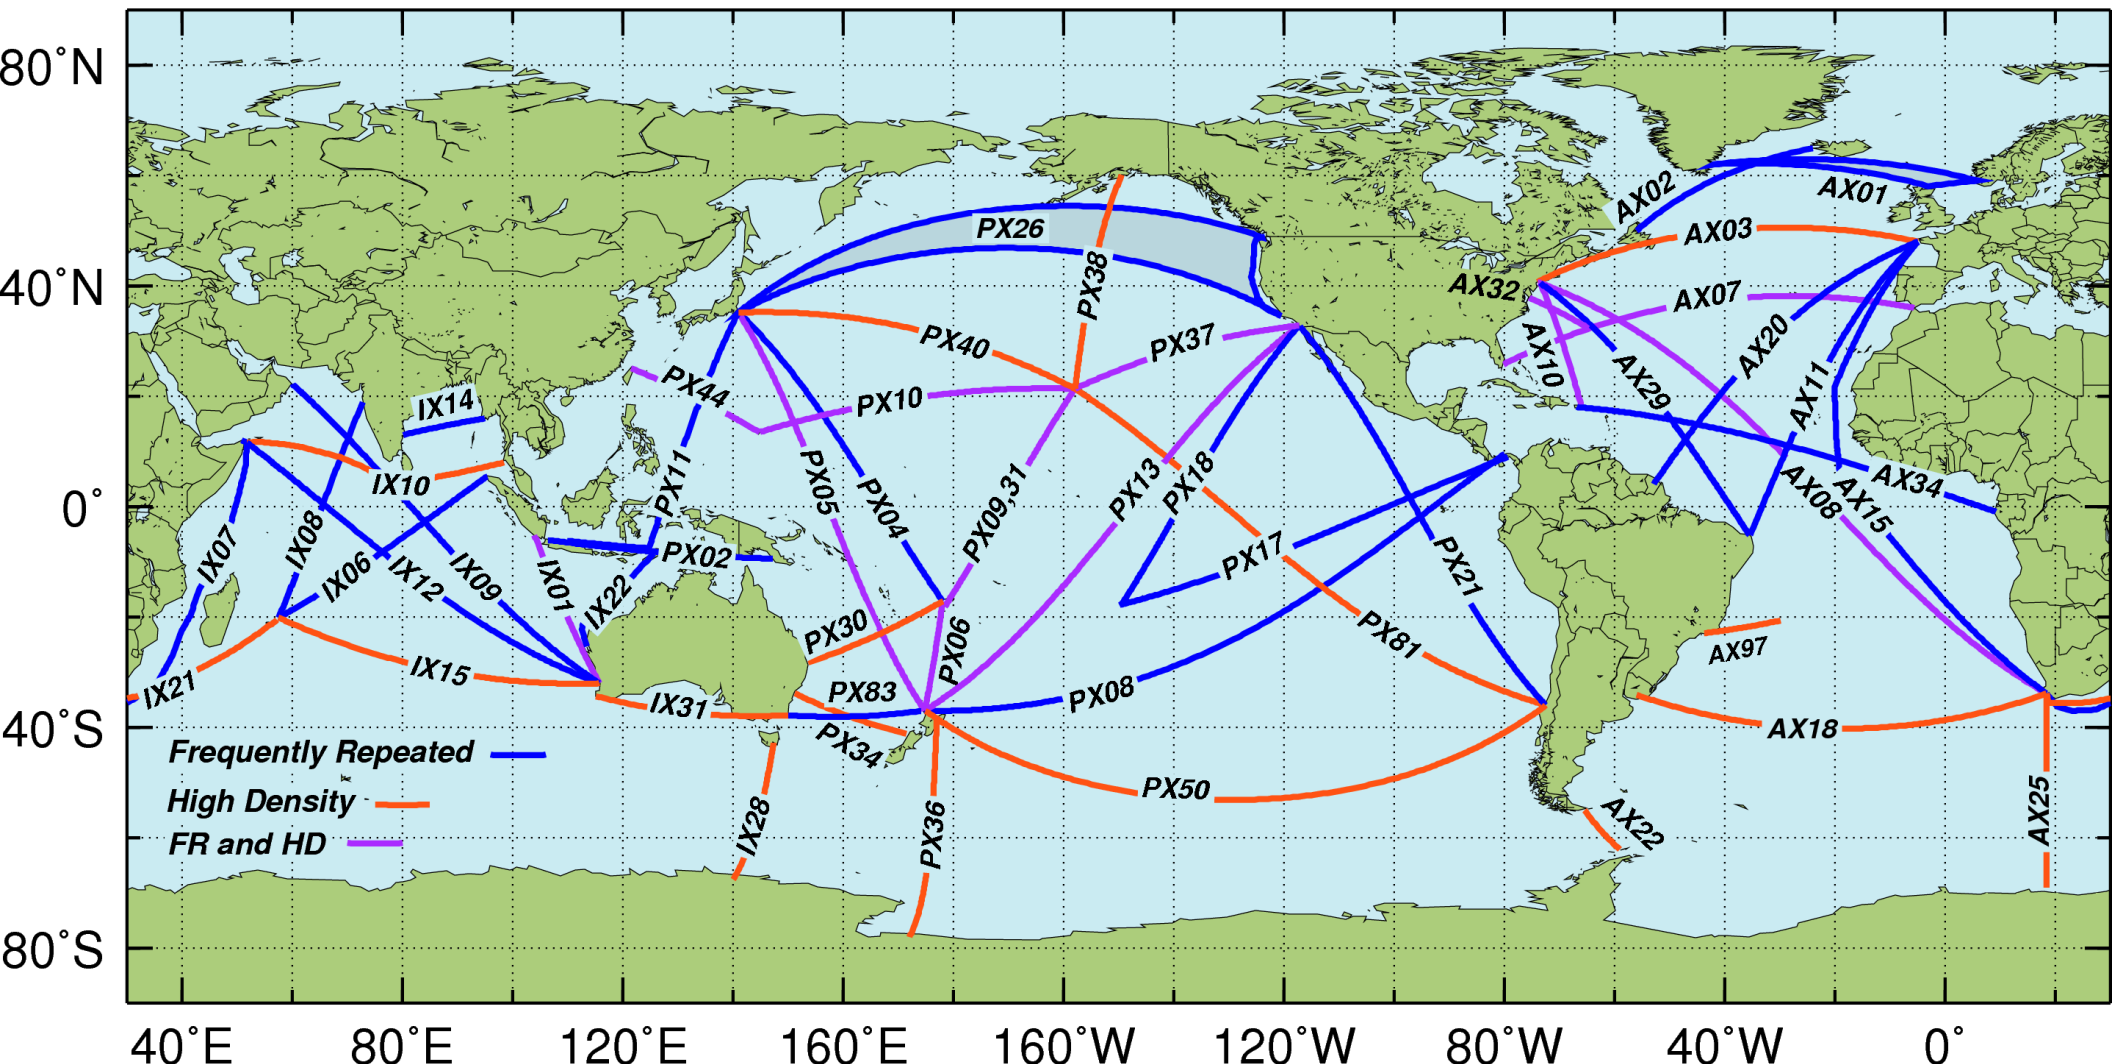 80°N
40°N
0°
40°S
80°S
AX02
AX01
PX26
AX03
PX38
AX32
AX07
PX40
PX37
AX20
AX10
PX44
PX10
IX14
AX29
AX11
PX11
PX05
PX04
PX09,31
PX13
PX18
IX10
AX08
AX15
AX34
IX07
IX08
IX06
IX12
IX09
IX01
IX22
PX02
PX17
PX21
PX30
PX06
PX81
AX97
IX21
IX15
IX31
PX83
PX08
PX34
AX18
Frequently Repeated
High Density
FR and HD
PX50
IX28
PX36
AX22
AX25
40°E 80°E 120°E 160°E 160°W 120°W 80°W 40°W 0°